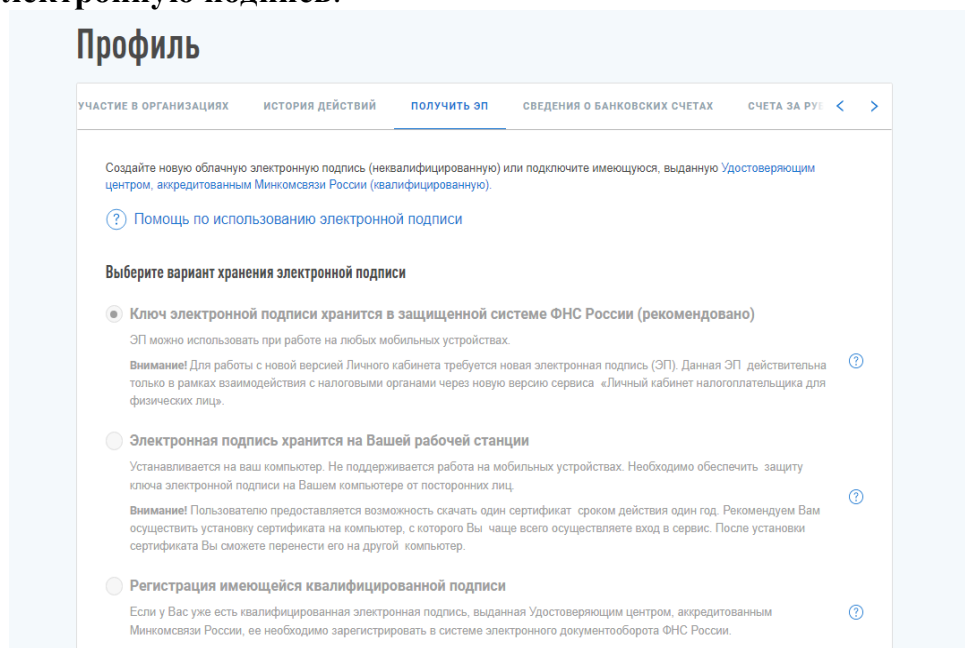 электронную подпись.
Профиль
УЧАСТИЕ В ОРГАНИЗАЦИЯХ ИСТОРИЯ ДЕЙСТВИЙ ПОЛУЧИТЬ ЭП СВЕДЕНИЯ О БАНКОВСКИХ СЧЕТАХ СЧЕТА ЗА РУБ
Создайте новую облачную электронную подпись (неквалифицированную) или подключите имеющуюся, выданную Удостоверяющим
центром, аккредитованным Минкомсвязи России (квалифицированную).
Помощь по использованию электронной подписи
Выберите вариант хранения электронной подписи
Ключ электронной подписи хранится в защищенной системе ФНС России (рекомендовано)
ЭП можно использовать при работе на любых мобильных устройствах.
Внимание! Для работы с новой версией Личного кабинета требуется новая электронная подпись (ЭП). Данная ЭП действительна
только в рамках взаимодействия с налоговыми органами через новую версию сервиса «Личный кабинет налогоплательщика для
физических лиц».
Электронная подпись хранится на Вашей рабочей станции
Устанавливается на ваш компьютер. Не поддерживается работа на мобильных устройствах. Необходимо обеспечить защиту
ключа электронной подписи на Вашем компьютере от посторонних лиц.
Внимание! Пользователю предоставляется возможность скачать один сертификат сроком действия один год. Рекомендуем Вам
осуществить установку сертификата на компьютер, с которого Вы чаще всего осуществляете вход в сервис. После установки
сертификата Вы сможете перенести его на другой компьютер.
Регистрация имеющейся квалифицированной подписи
Если у Вас уже есть квалифицированная электронная подпись, выданная Удостоверяющим центром, аккредитованным
Минкомсвязи России, ее необходимо зарегистрировать в системе электронного документооборота ФНС России.